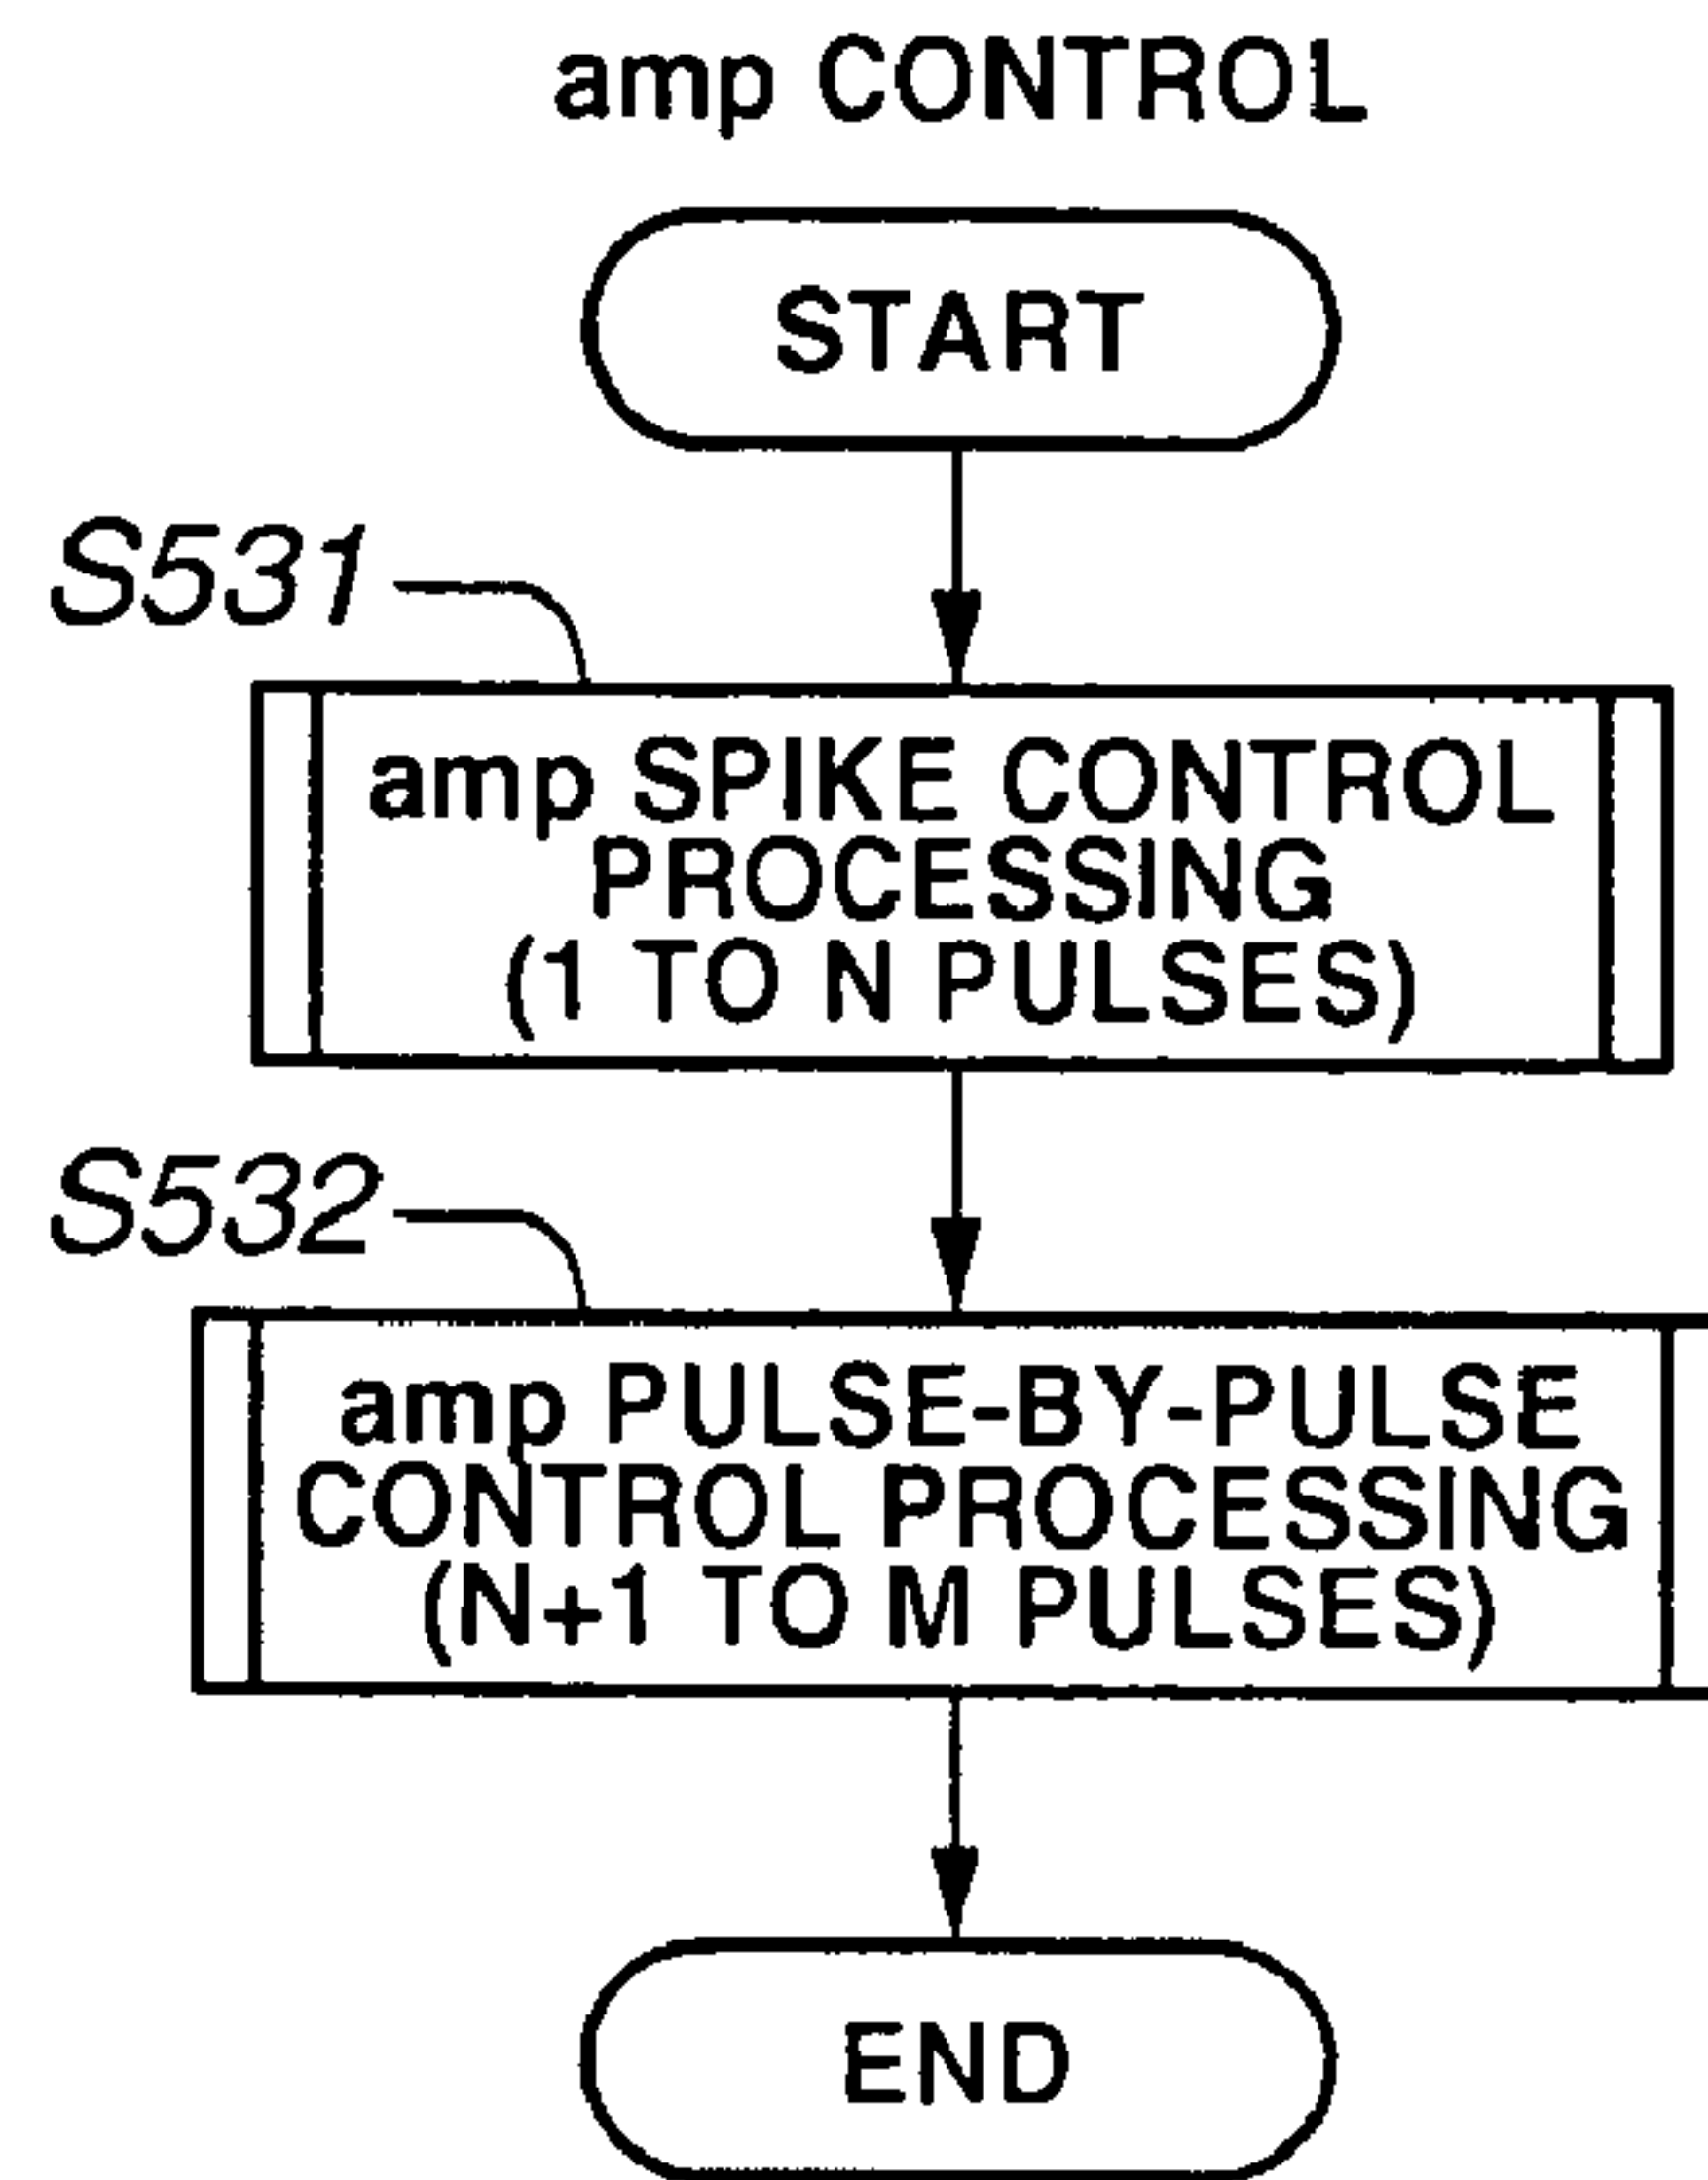 amp CONTROL
START
S531
amp SPIKE CONTROL
PROCESSING
(1 TO N PULSES)
S532
amp PULSE-BY-PULSE
CONTROL PROCESSING
(N+1 TO M PULSES)
END